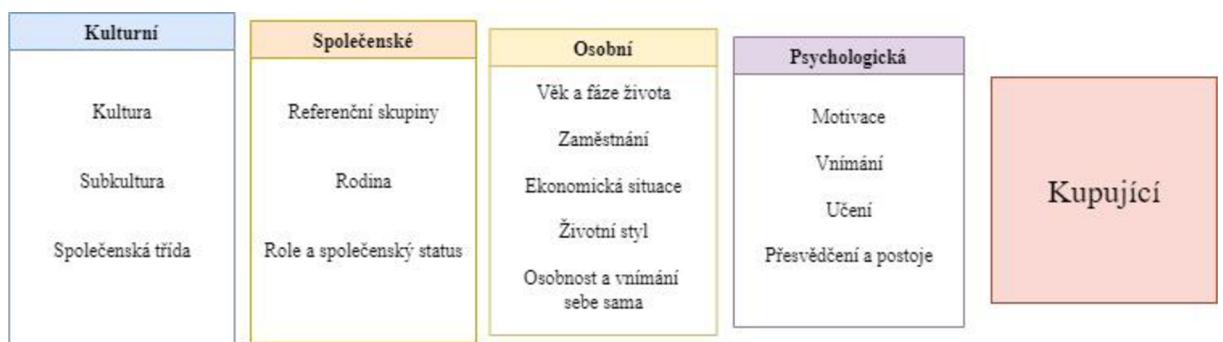 Kulturní
Kultura
Subkultura
Společenská třída
Společenské
Referenční skupiny
Rodina
Role a společenský status
Osobní
Věk a fáze života
Zaměstnání
Ekonomická situace
Životní styl
Osobnost a vnímání
sebe sama
Psychologická
Motivace
Vnímání
Učení
Přesvědčení a postoje
Kupující